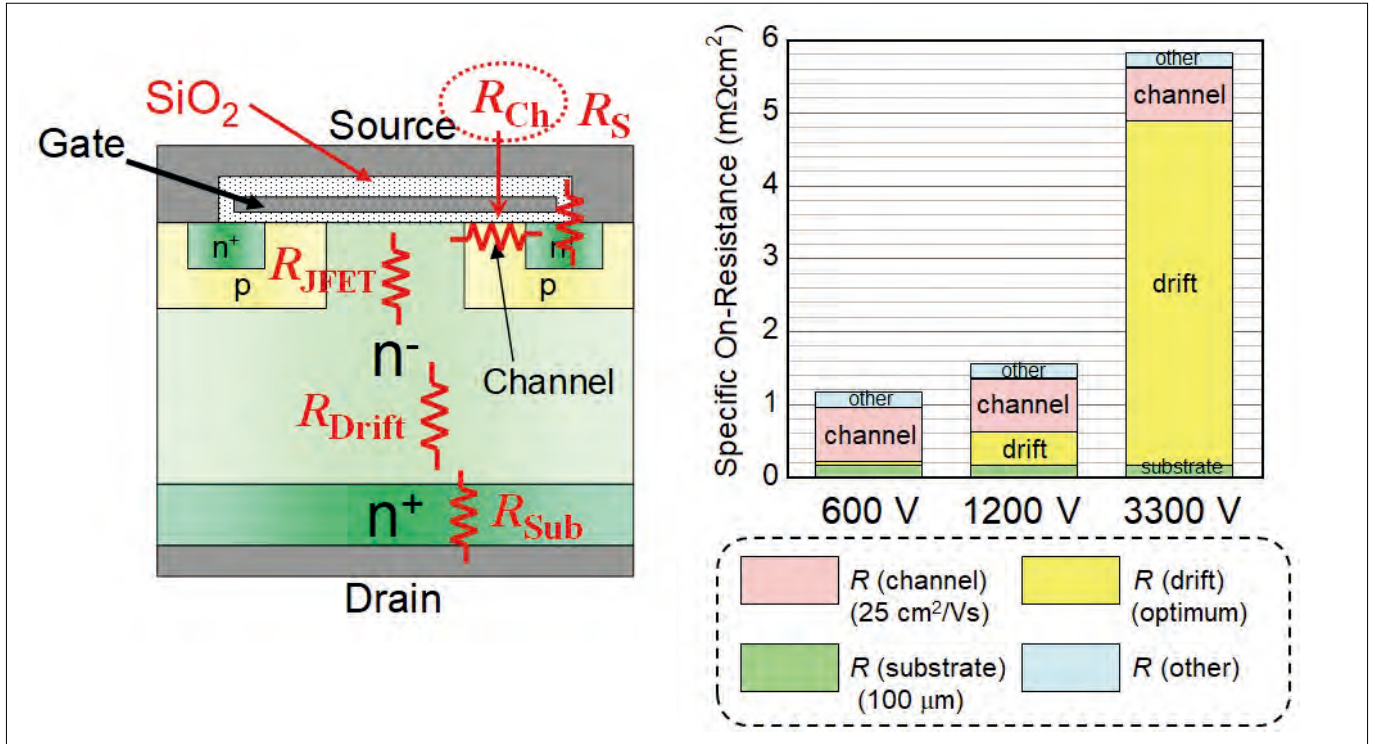 SiO2
RCh
RS
Source
Gate
n+
RJFET
p
n
p
n-
Channel
RDrift
n+
RSub
Drain
Specific On-Resistance (mΩcm2)
6
5
4
3
2
1
0
other
channel
other
channel
drift
other
channel
drift
substrate
600 V
1200 V
3300 V
R (channel)
(25 cm2/Vs)
R (drift)
(optimum)
R (substrate)
(100 μm)
R (other)